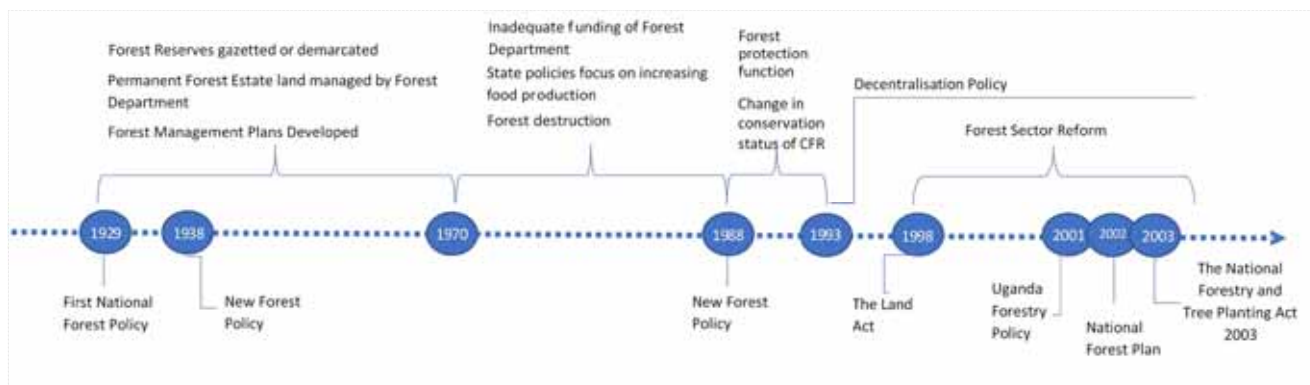 Forest Reserves gazetted or demarcated
Permanent Forest Estate land managed by Forest
Department
Forest Management Plans Developed
Inadequate funding of Forest
Department
State policies focus on increasing
food production
Forest destruction
Forest
protection
function
Change in
conservation
status of CFR
Decentralisation Policy
Forest Sector Reform
1929
1938
1970
1988
1993
1998
2001
2002
2003
First National
Forest Policy
New Forest
Policy
New Forest
Policy
The Land
Act
Uganda
Forestry
Policy
National
Forest Plan
The National
Forestry and
Tree Planting Act
2003